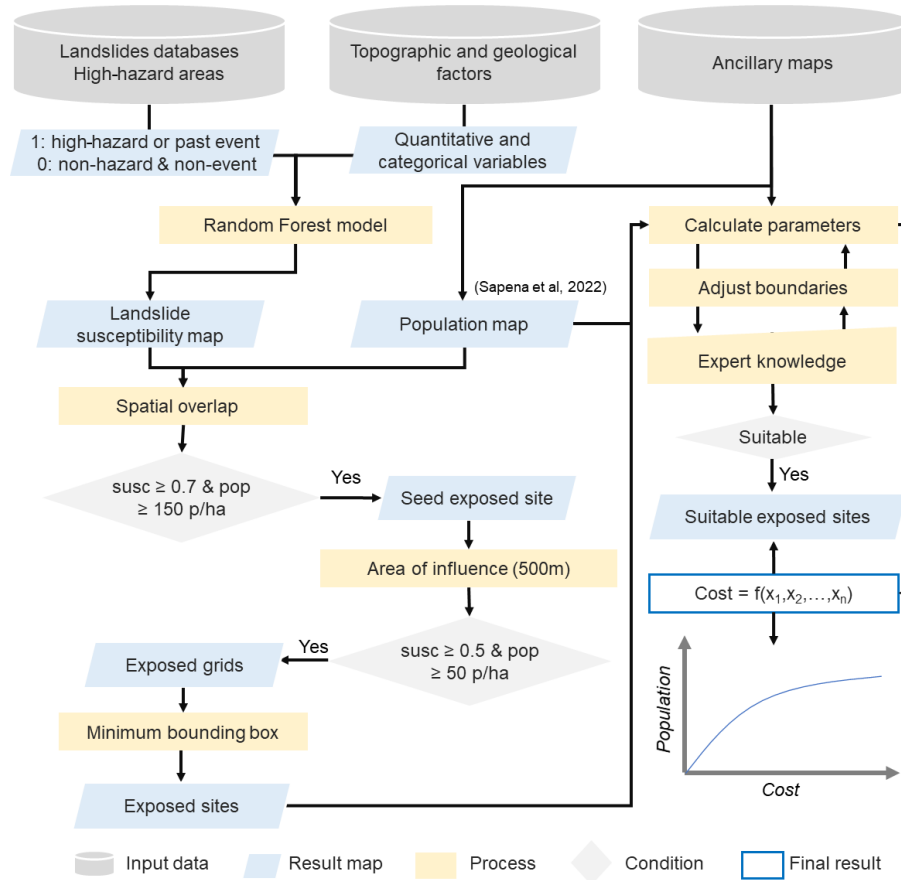 Landslides databases
High-hazard areas
Topographic and geological
factors
Ancillary maps
1: high-hazard or past event
0: non-hazard & non-event
Quantitative and
categorical variables
Random Forest model
Calculate parameters
(Sapena et al, 2022)
Adjust boundaries
Landslide
susceptibility map
Population map
Expert knowledge
Spatial overlap
Suitable
susc ≥ 0.7 & pop
≥ 150 p/ha
Yes
Seed exposed site
Yes
Suitable exposed sites
Area of influence (500m)
Cost = f(x₁,x₂,…,xₙ)
susc ≥ 0.5 & pop
≥ 50 p/ha
Yes
Exposed grids
Minimum bounding box
Exposed sites
Population
Cost
Input data
Result map
Process
Condition
Final result